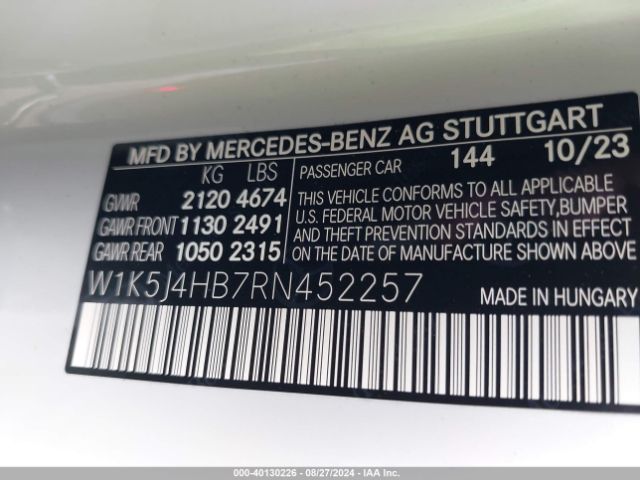 MFD BY MERCEDES-BENZ AG STUTTGART
KG LBS
PASSENGER CAR 144 10/23
GVWR 2120 4674
GAWR FRONT 1130 2491
GAWR REAR 1050 2315
THIS VEHICLE CONFORMS TO ALL APPLICABLE
U.S. FEDERAL MOTOR VEHICLE SAFETY,BUMPER
AND THEFT PREVENTION STANDARDS IN EFFECT
ON THE DATE OF MANUFACTURE SHOWN ABOVE.
W1K5J4HB7RN452257
MADE IN HUNGARY
000-40130226 - 08/27/2024 - IAAI.com